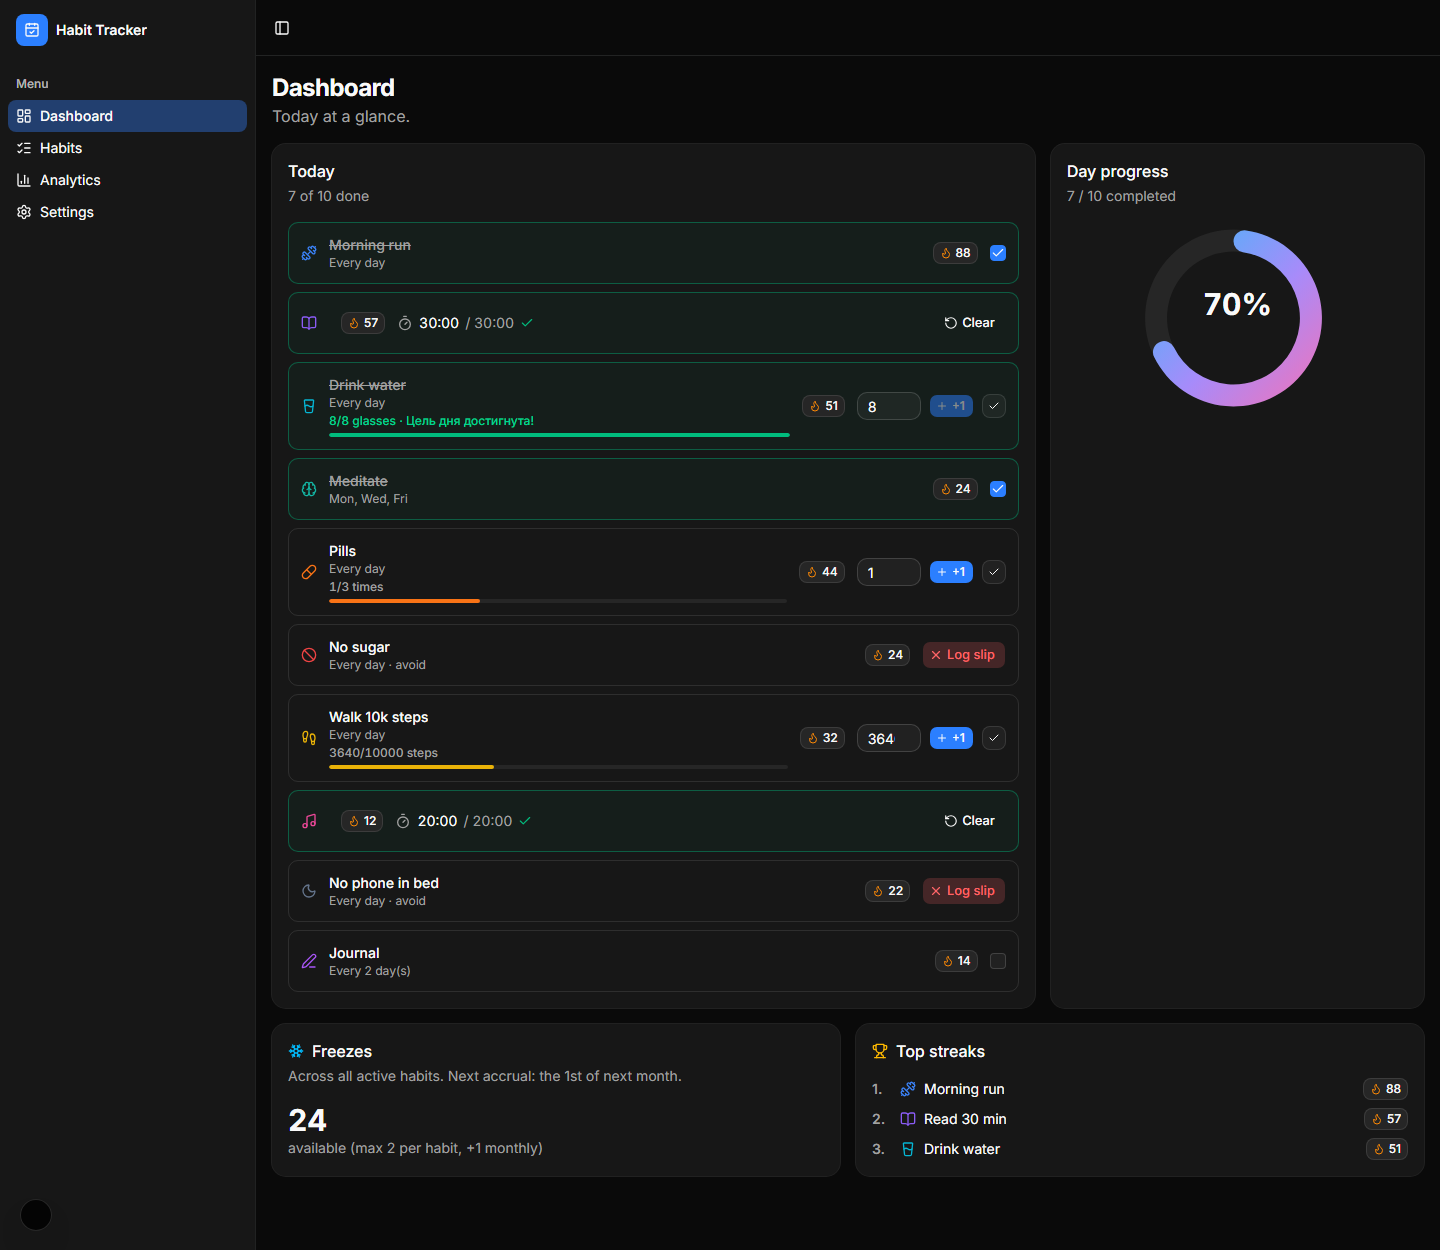 Habit Tracker
Menu
Dashboard
Habits
Analytics
Settings
Dashboard
Today at a glance.
Today
7 of 10 done
Morning run
Every day
88
57
30:00 / 30:00
Clear
Drink water
Every day
8/8 glasses · Цель дня достигнута!
51
8
+ +1
Meditate
Mon, Wed, Fri
24
Pills
Every day
1/3 times
44
1
+ +1
No sugar
Every day · avoid
24
Log slip
Walk 10k steps
Every day
3640/10000 steps
32
364
+ +1
12
20:00 / 20:00
Clear
No phone in bed
Every day · avoid
22
Log slip
Journal
Every 2 day(s)
14
Day progress
7 / 10 completed
70%
Freezes
Across all active habits. Next accrual: the 1st of next month.
24
available (max 2 per habit, +1 monthly)
Top streaks
1. Morning run 88
2. Read 30 min 57
3. Drink water 51